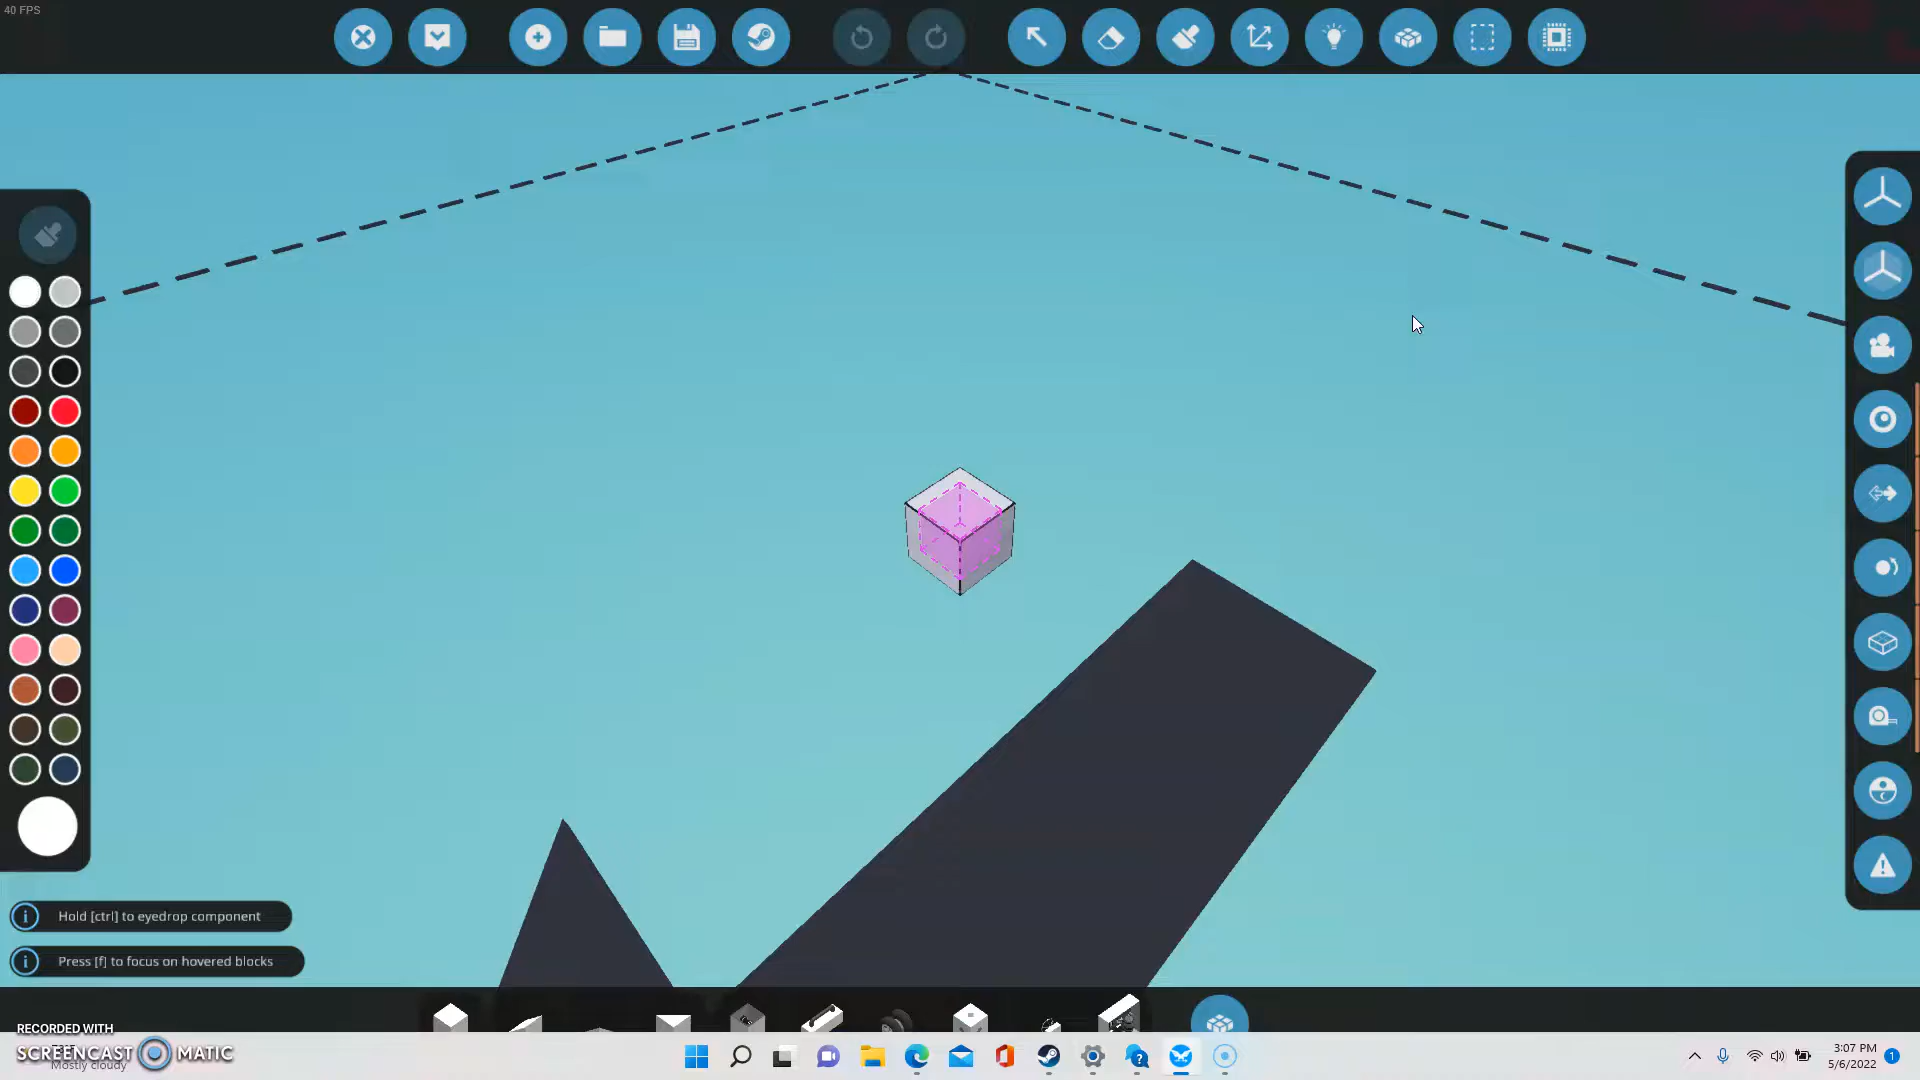 40 FPS
Hold [ctrl] to eyedrop component
Press [f] to focus on hovered blocks
RECORDED WITH
SCREENCAST MATIC
Mostly cloudy
3:07 PM
5/6/2022
1